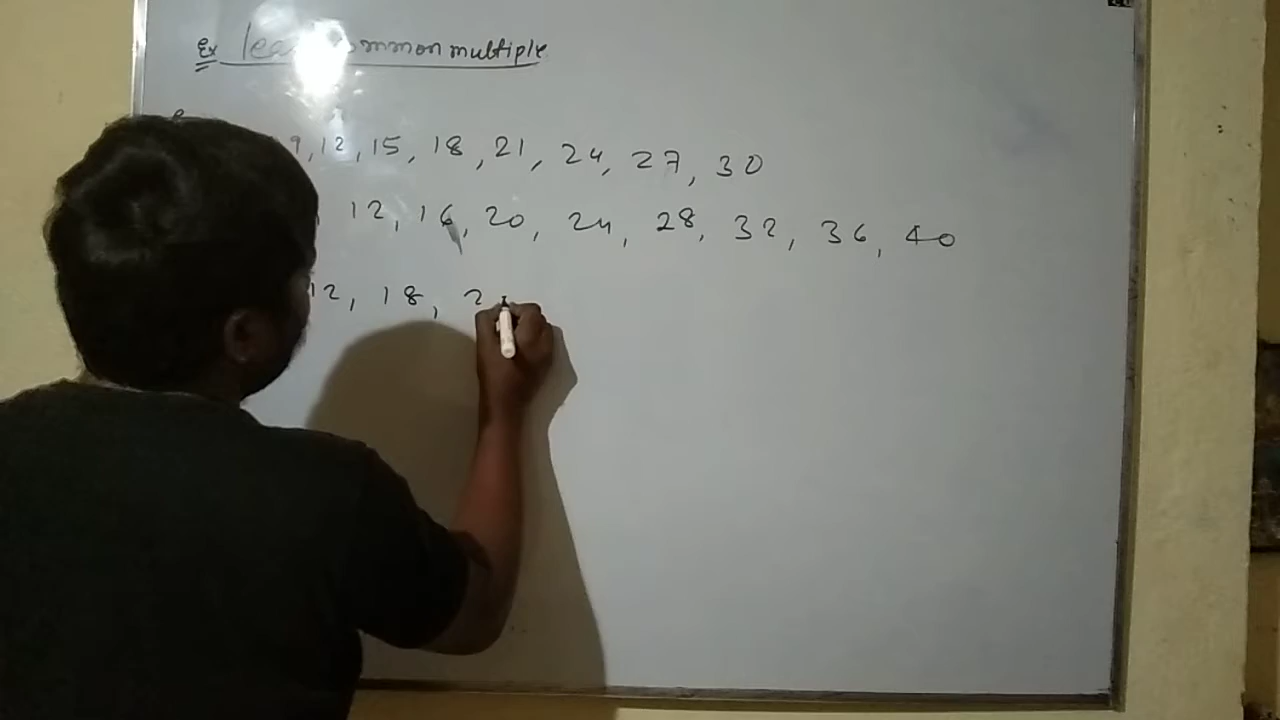 Ex common multiple
9, 12, 15, 18, 21, 24, 27, 30
12, 16, 20, 24, 28, 32, 36, 40
12, 18, 2